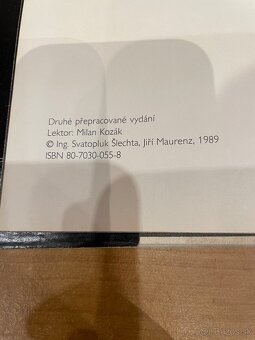 Druhé přepracované vydání
Lektor: Milan Kozák
© Ing. Svatopluk Šlechta, Jiří Maurenz, 1989
ISBN 80-7030-055-8